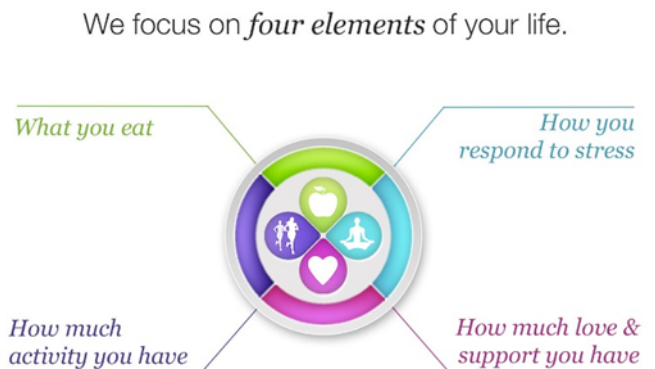 We focus on four elements of your life.
What you eat
How you
respond to stress
How much
activity you have
How much love &
support you have